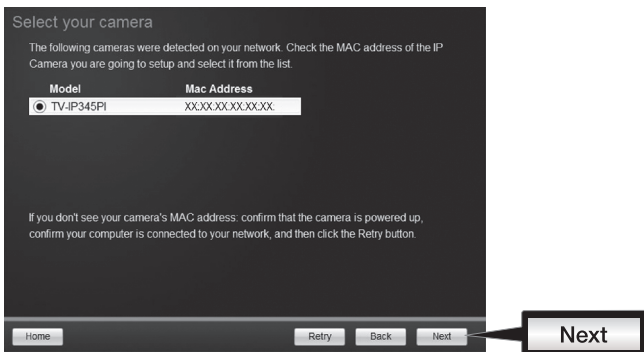 Select your camera
The following cameras were detected on your network. Check the MAC address of the IP
Camera you are going to setup and select it from the list.
Model Mac Address
TV-IP345PI XX:XX.XX.XX.XX:XX:
If you don't see your camera's MAC address: confirm that the camera is powered up,
confirm your computer is connected to your network, and then click the Retry button.
Home Retry Back Next
Next